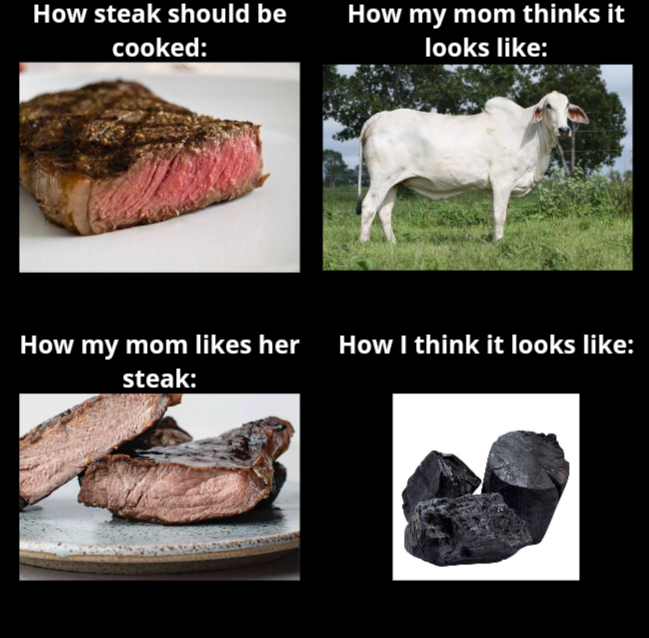 How steak should be
cooked:
How my mom thinks it
looks like:
How my mom likes her
steak:
How I think it looks like: